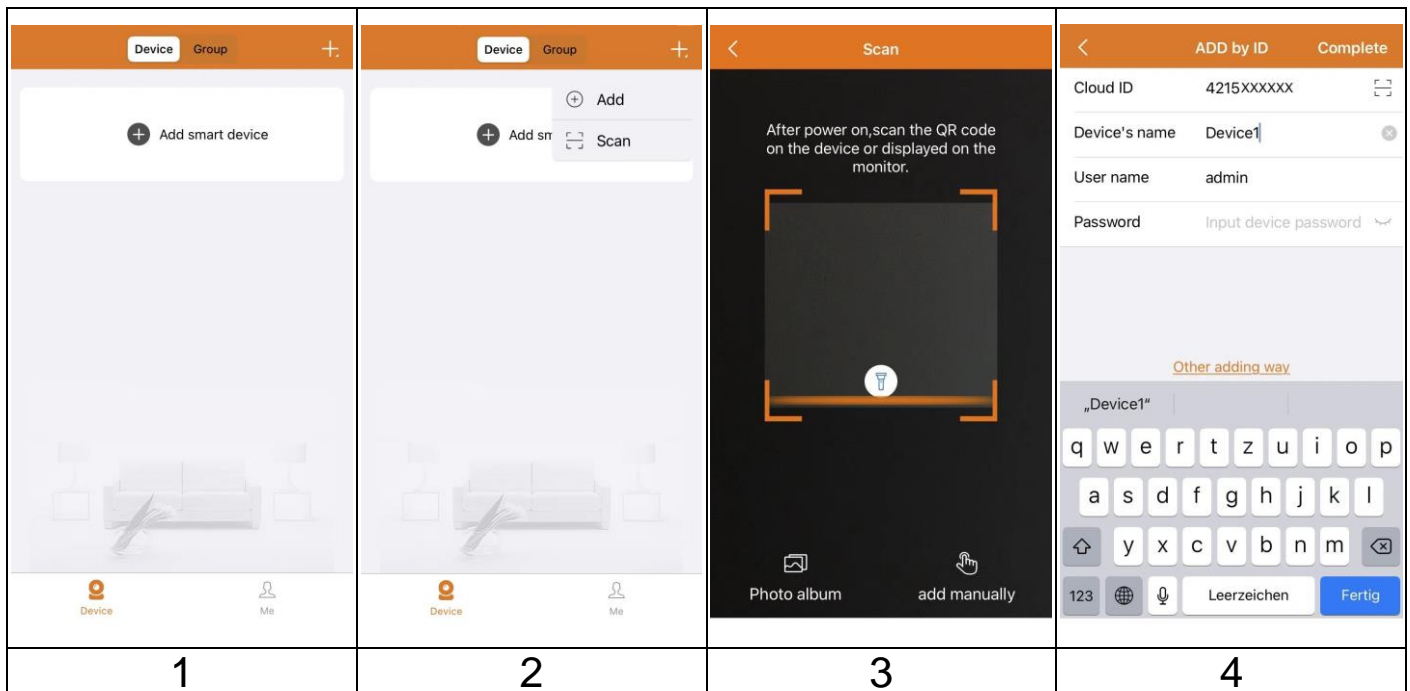 Device Group
Add smart device
Device Me
1
Device Group
Add
Add sm Scan
Device Me
2
Scan
After power on,scan the QR code
on the device or displayed on the
monitor.
Photo album add manually
3
ADD by ID Complete
Cloud ID 4215XXXXXX
Device's name Device1
User name admin
Password Input device password
Other adding way
„Device1“
q w e r t z u i o p
a s d f g h j k l
y x c v b n m
123 Leerzeichen Fertig
4